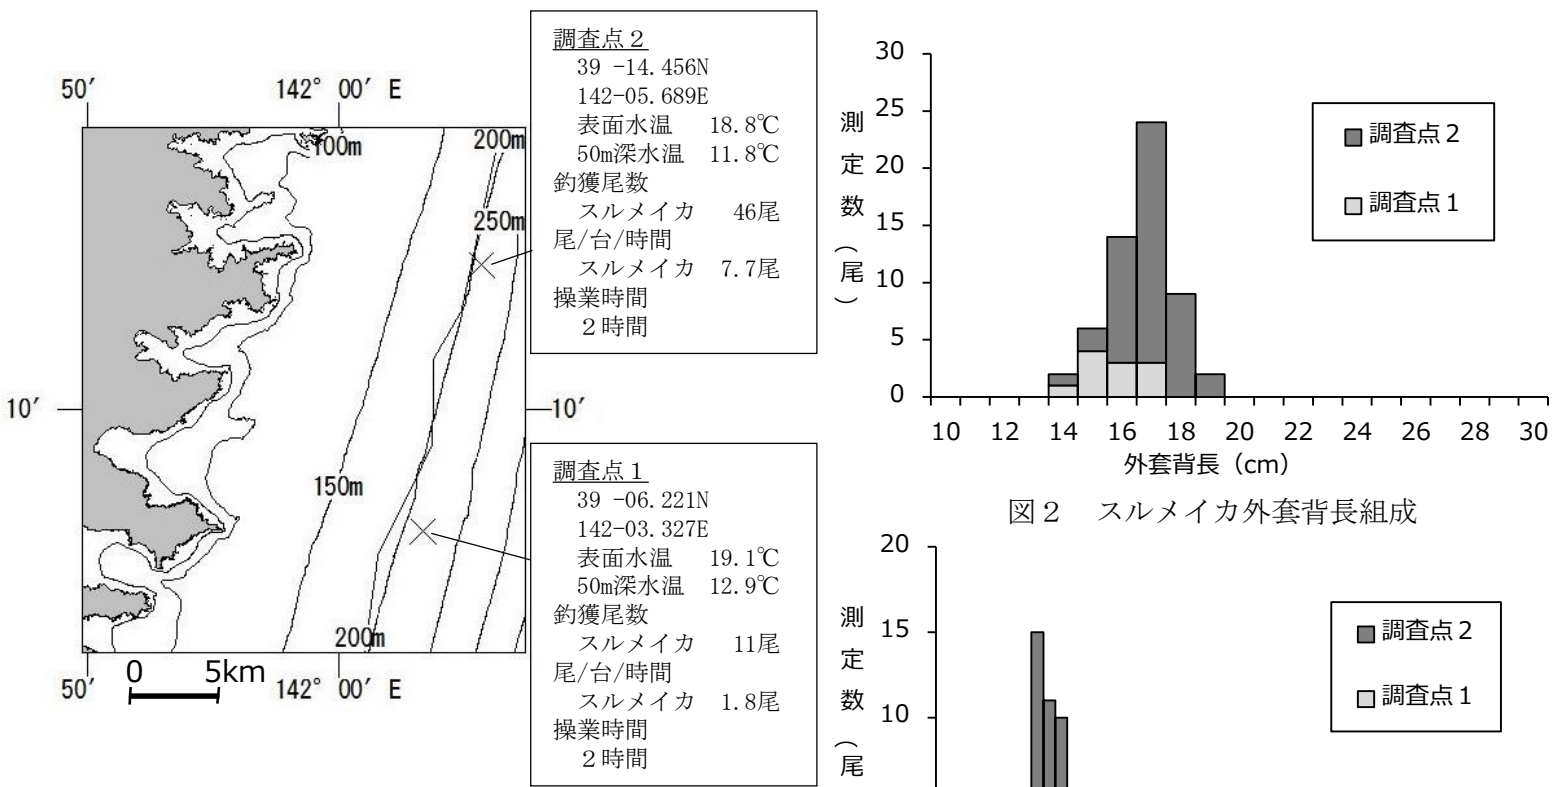 50′
142° 00′ E
100m
200m
250m
10′
10′
150m
200m
0 5km
50′
142° 00′ E
調査点２
39 -14.456N
142-05.689E
表面水温 18.8℃
50m深水温 11.8℃
釣獲尾数
スルメイカ 46尾
尾/台/時間
スルメイカ 7.7尾
操業時間
２時間
調査点１
39 -06.221N
142-03.327E
表面水温 19.1℃
50m深水温 12.9℃
釣獲尾数
スルメイカ 11尾
尾/台/時間
スルメイカ 1.8尾
操業時間
２時間
30
25
20
15
10
5
0
測定数（尾）
調査点２
調査点１
10 12 14 16 18 20 22 24 26 28 30
外套背長（cm）
図２ スルメイカ外套背長組成
20
15
10
測定数（尾
調査点２
調査点１